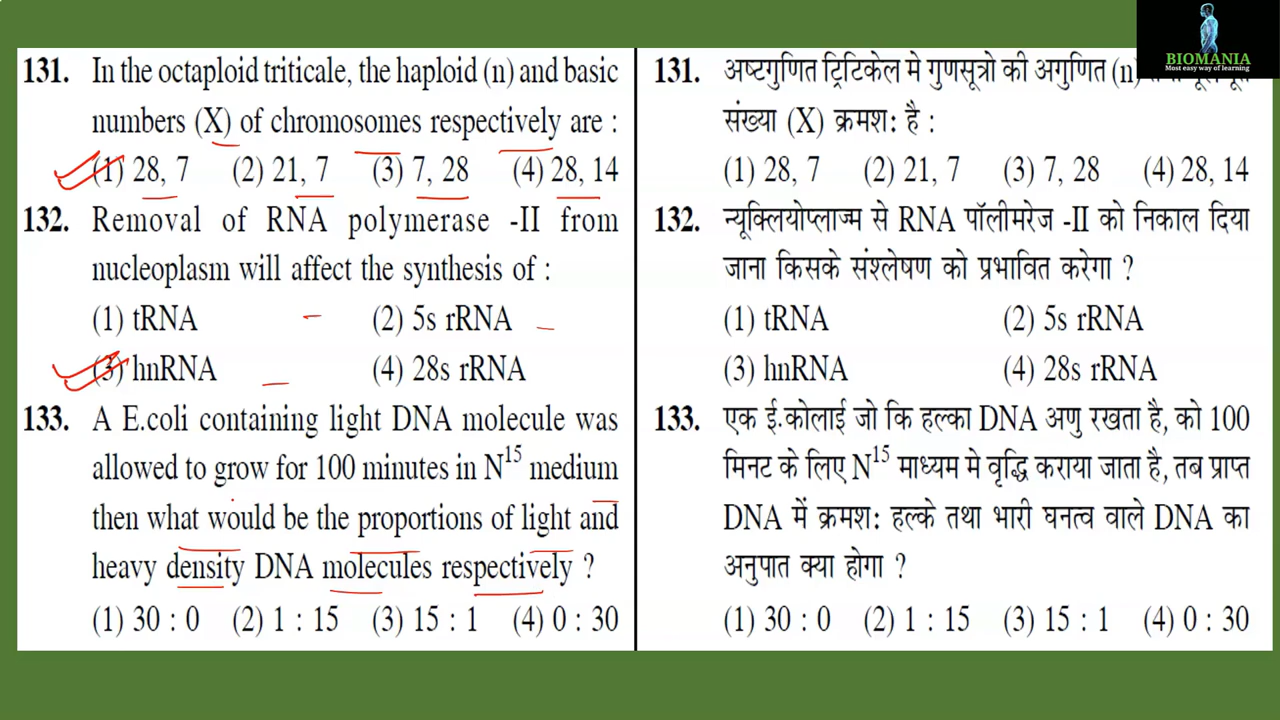 BIOMANIA
Most easy way of learning
131. In the octaploid triticale, the haploid (n) and basic
numbers (X) of chromosomes respectively are :
(1) 28, 7 (2) 21, 7 (3) 7, 28 (4) 28, 14
132. Removal of RNA polymerase -II from
nucleoplasm will affect the synthesis of :
(1) tRNA (2) 5s rRNA
(3) hnRNA (4) 28s rRNA
133. A E.coli containing light DNA molecule was
allowed to grow for 100 minutes in N¹⁵ medium
then what would be the proportions of light and
heavy density DNA molecules respectively ?
(1) 30 : 0 (2) 1 : 15 (3) 15 : 1 (4) 0 : 30
131. अष्टगुणित ट्रिटिकेल मे गुणसूत्रो की अगुणित (n)
संख्या (X) क्रमश: है :
(1) 28, 7 (2) 21, 7 (3) 7, 28 (4) 28, 14
132. न्यूक्लियोप्लाज्म से RNA पॉलीमरेज -II को निकाल दिया
जाना किसके संश्लेषण को प्रभावित करेगा ?
(1) tRNA (2) 5s rRNA
(3) hnRNA (4) 28s rRNA
133. एक ई.कोलाई जो कि हल्का DNA अणु रखता है, को 100
मिनट के लिए N¹⁵ माध्यम मे वृद्धि कराया जाता है, तब प्राप्त
DNA में क्रमश: हल्के तथा भारी घनत्व वाले DNA का
अनुपात क्या होगा ?
(1) 30 : 0 (2) 1 : 15 (3) 15 : 1 (4) 0 : 30